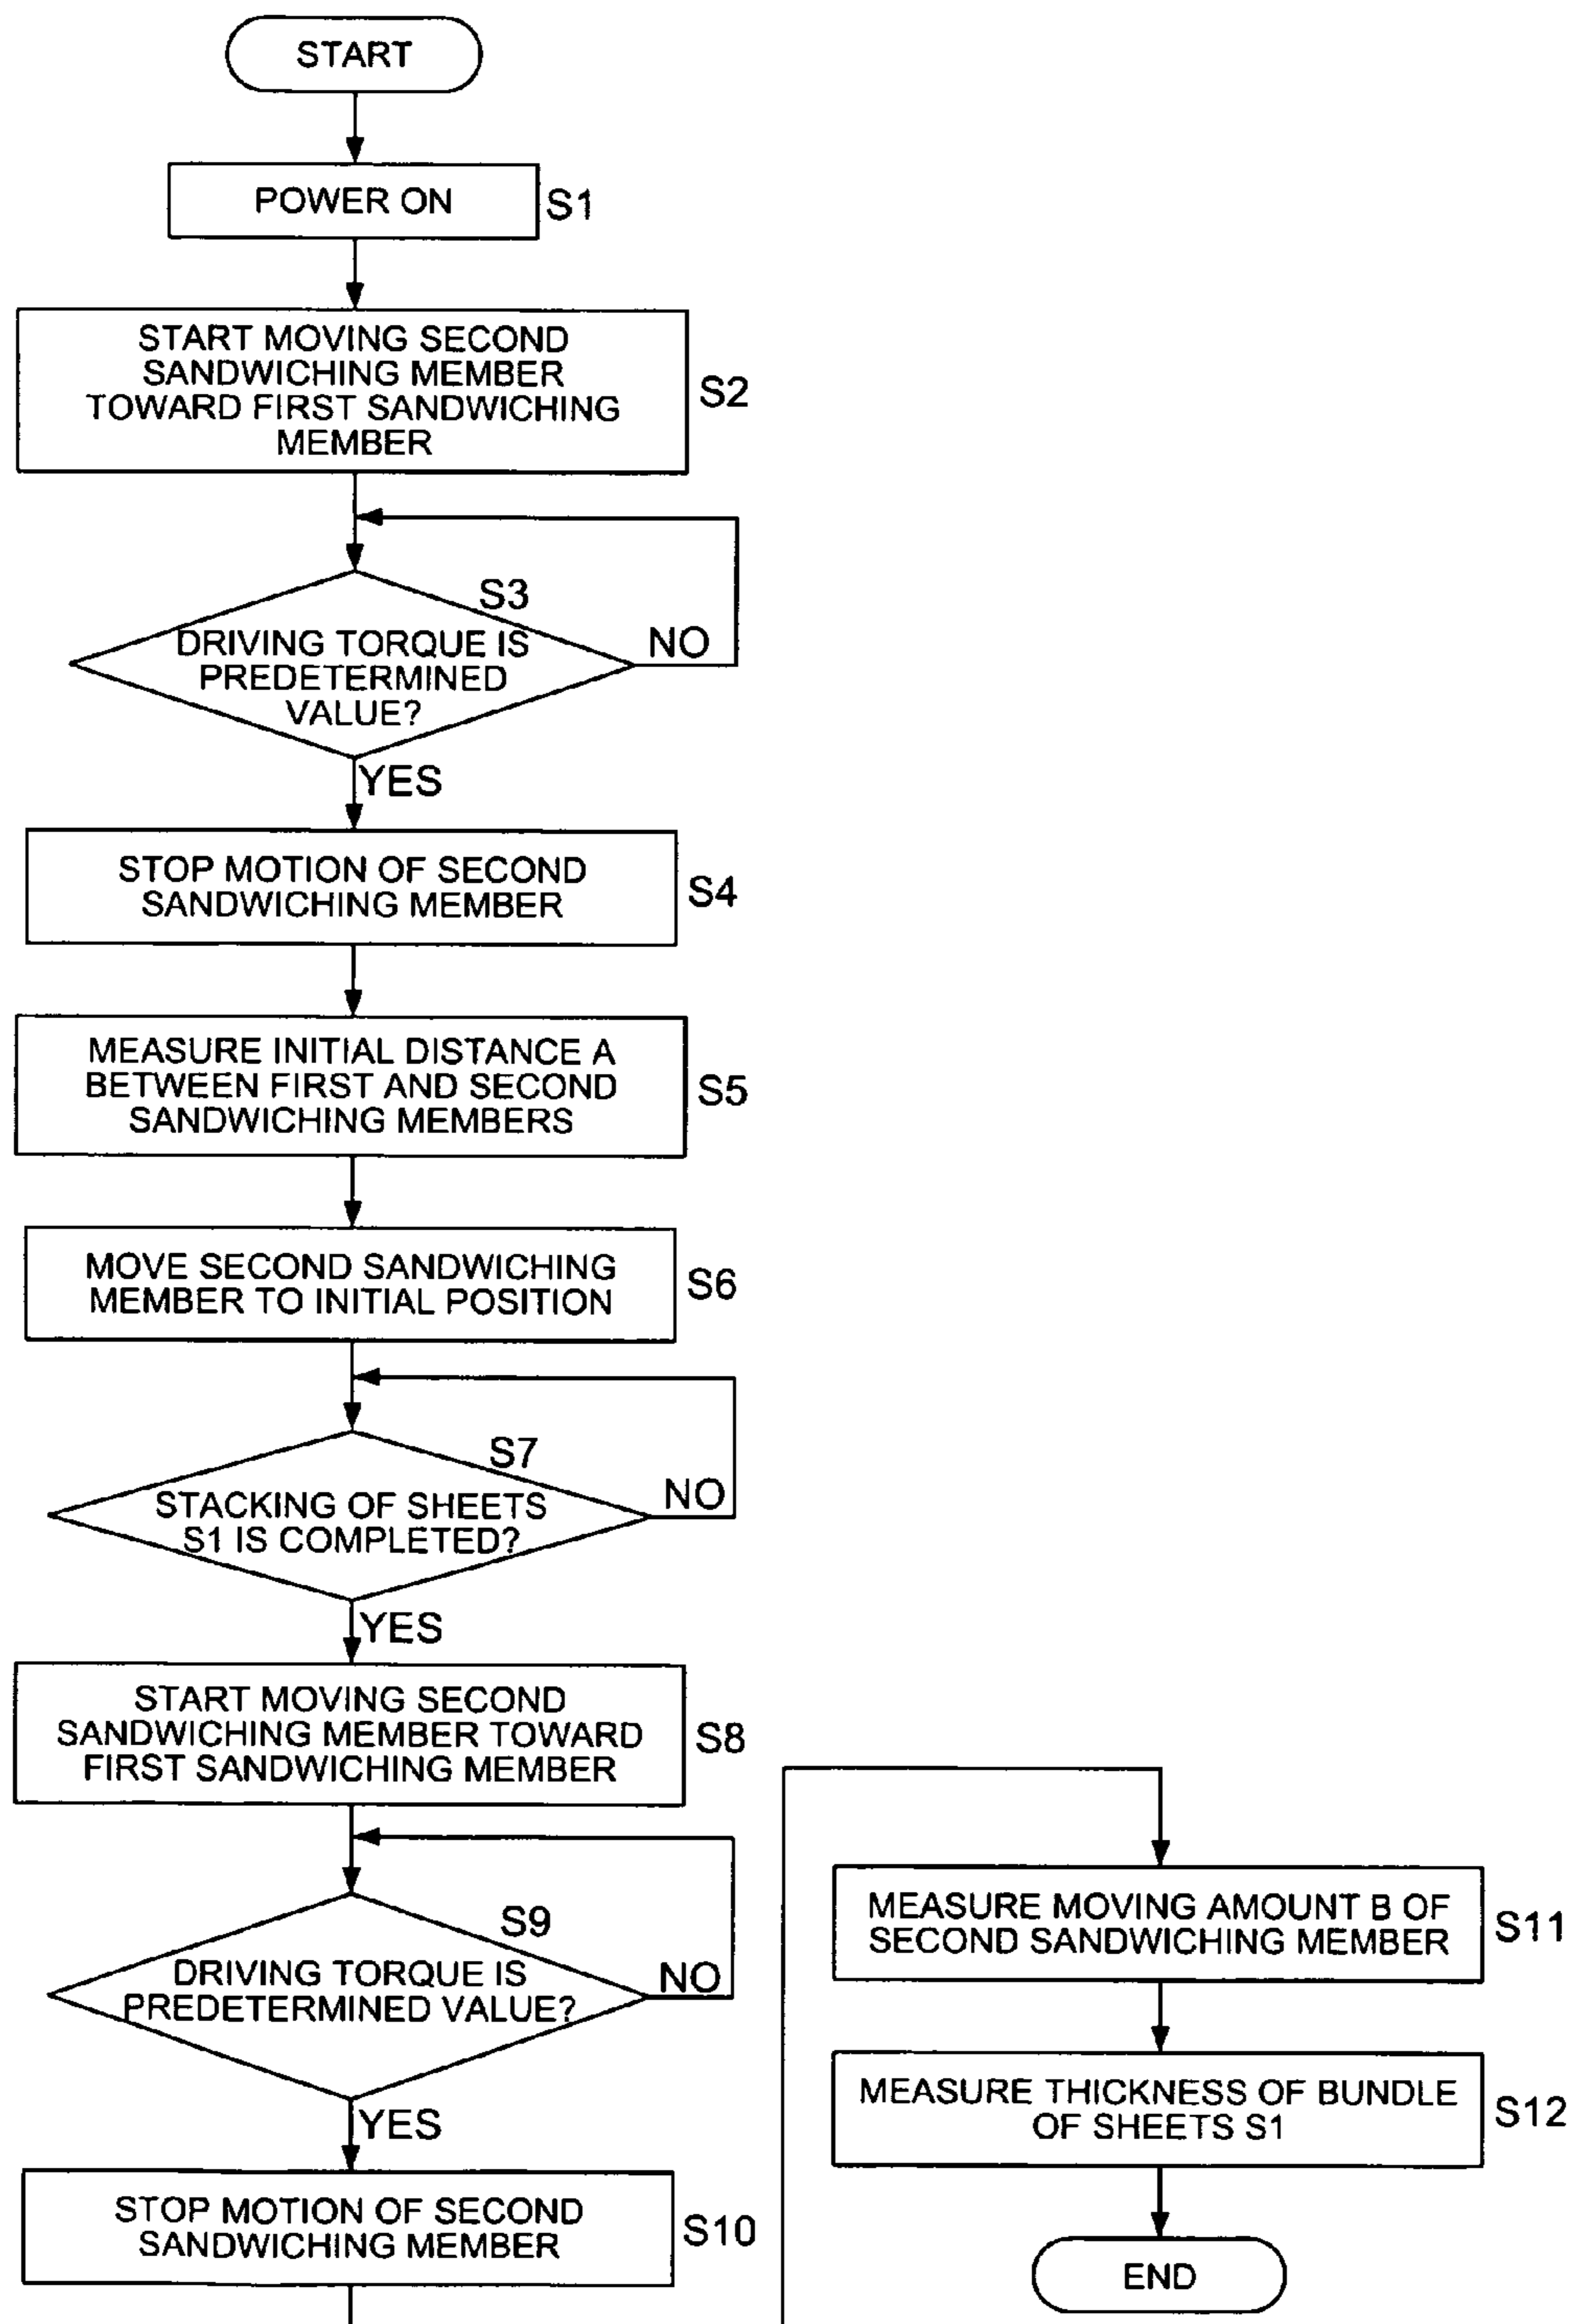 START
POWER ON
S1
START MOVING SECOND
SANDWICHING MEMBER
TOWARD FIRST SANDWICHING
MEMBER
S2
S3
DRIVING TORQUE IS
PREDETERMINED
VALUE?
NO
YES
STOP MOTION OF SECOND
SANDWICHING MEMBER
S4
MEASURE INITIAL DISTANCE A
BETWEEN FIRST AND SECOND
SANDWICHING MEMBERS
S5
MOVE SECOND SANDWICHING
MEMBER TO INITIAL POSITION
S6
S7
STACKING OF SHEETS
S1 IS COMPLETED?
NO
YES
START MOVING SECOND
SANDWICHING MEMBER TOWARD
FIRST SANDWICHING MEMBER
S8
S9
DRIVING TORQUE IS
PREDETERMINED VALUE?
NO
YES
STOP MOTION OF SECOND
SANDWICHING MEMBER
S10
MEASURE MOVING AMOUNT B OF
SECOND SANDWICHING MEMBER
S11
MEASURE THICKNESS OF BUNDLE
OF SHEETS S1
S12
END